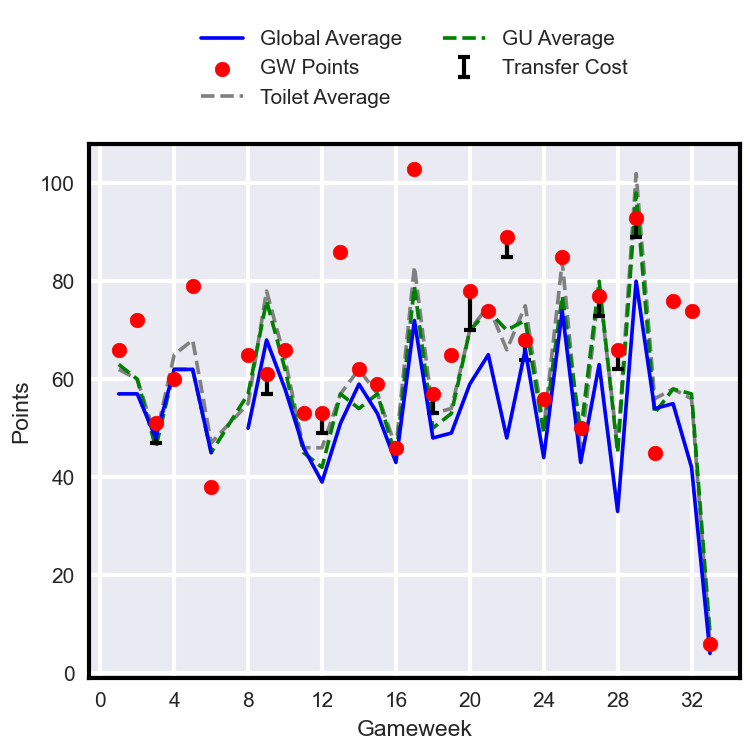 Global Average
GW Points
Toilet Average
GU Average
Transfer Cost
100
80
60
40
20
0
Points
0 4 8 12 16 20 24 28 32
Gameweek